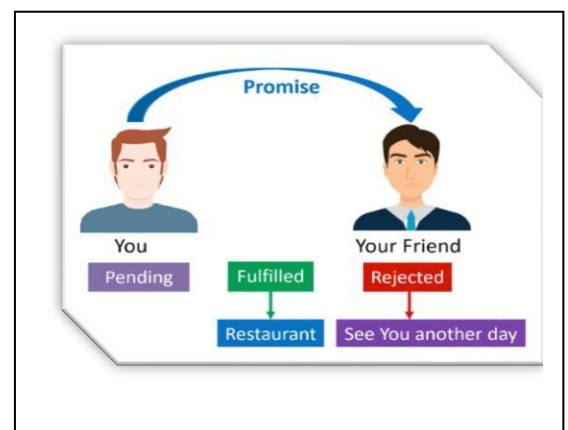 Promise
You Your Friend
Pending Fulfilled Rejected
Restaurant See You another day